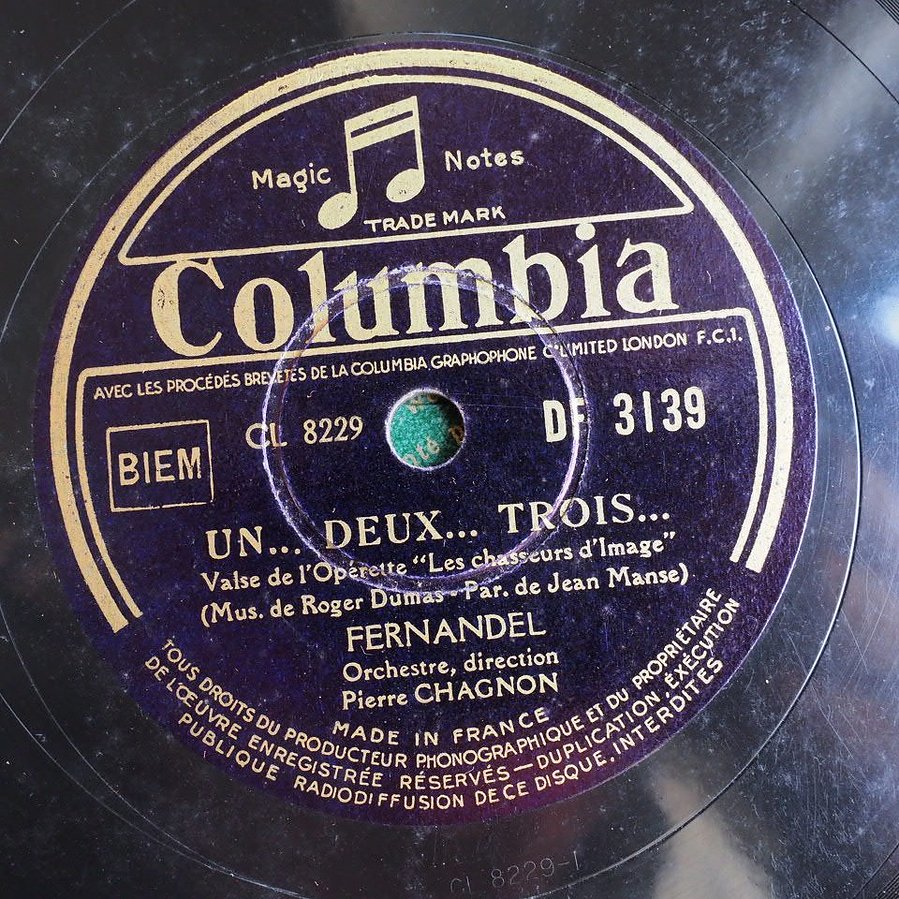 Magic Notes
TRADE MARK
Columbia
AVEC LES PROCÉDÉS BREVETÉS DE LA COLUMBIA GRAPHOPHONE Cº LIMITED LONDON F.C.1.
BIEM
CL 8229
DF 3139
UN... DEUX... TROIS...
Valse de l'Opérette “Les chasseurs d'Image”
(Mus. de Roger Dumas - Par. de Jean Manse)
FERNANDEL
Orchestre, direction
Pierre CHAGNON
MADE IN FRANCE
TOUS DROITS DU PRODUCTEUR PHONOGRAPHIQUE ET DU PROPRIÉTAIRE
DE L'ŒUVRE ENREGISTRÉE RÉSERVÉS — DUPLICATION, EXÉCUTION
PUBLIQUE RADIODIFFUSION DE CE DISQUE, INTERDITES
CL 8229-1